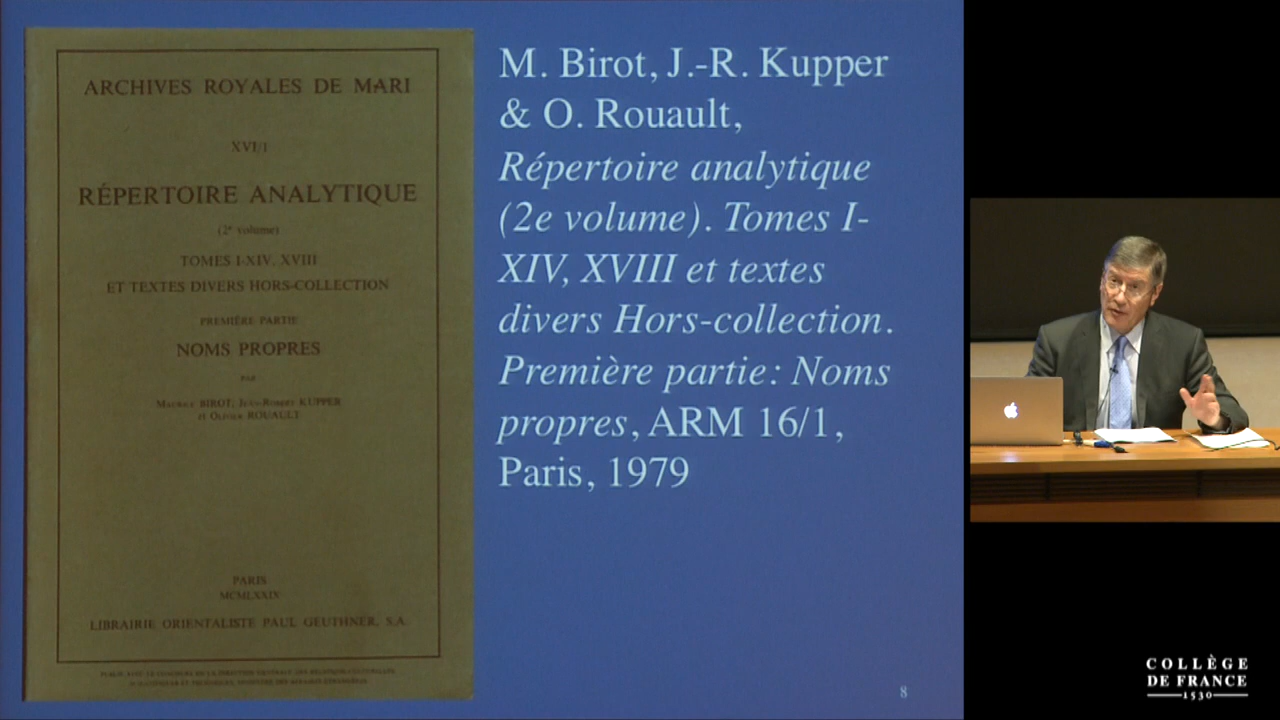 ARCHIVES ROYALES DE MARI
XVI/1
RÉPERTOIRE ANALYTIQUE
(2e volume)
TOMES I-XIV, XVIII
ET TEXTES DIVERS HORS-COLLECTION
PREMIÈRE PARTIE
NOMS PROPRES
PAR
MAURICE BIROT, JEAN-ROBERT KUPPER
et OLIVIER ROUAULT
PARIS
MCMLXXIX
LIBRAIRIE ORIENTALISTE PAUL GEUTHNER, S.A.
M. Birot, J.-R. Kupper
& O. Rouault,
Répertoire analytique
(2e volume). Tomes I-
XIV, XVIII et textes
divers Hors-collection.
Première partie: Noms
propres, ARM 16/1,
Paris, 1979
8
COLLÈGE
DE FRANCE
1530